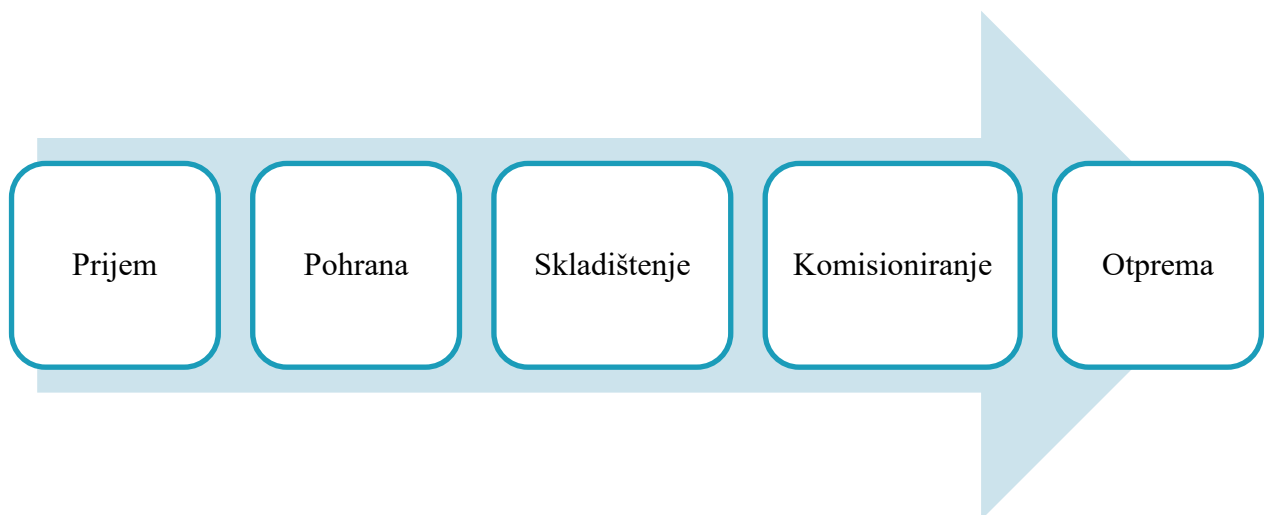 Prijem
Pohrana
Skladištenje
Komisioniranje
Otprema